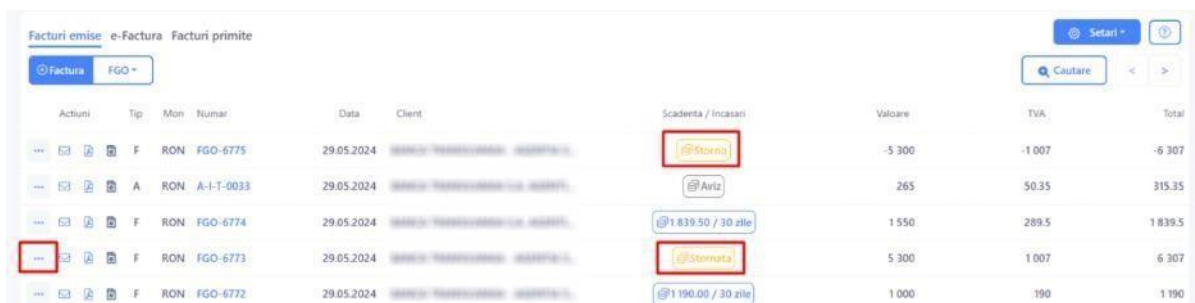 Facturi emise e-Factura Facturi primite Setari
Factura FGO Cautare < >
Actiuni Tip Mon Numar Data Client Scadenta / Incasari Valoare TVA Total
... F RON FGO-6775 29.05.2024 Storno -5 300 -1 007 -6 307
... A RON A-I-T-0033 29.05.2024 Aviz 265 50.35 315.35
... F RON FGO-6774 29.05.2024 1 839.50 / 30 zile 1 550 289.5 1 839.5
... F RON FGO-6773 29.05.2024 Stornata 5 300 1 007 6 307
... F RON FGO-6772 29.05.2024 1 190.00 / 30 zile 1 000 190 1 190